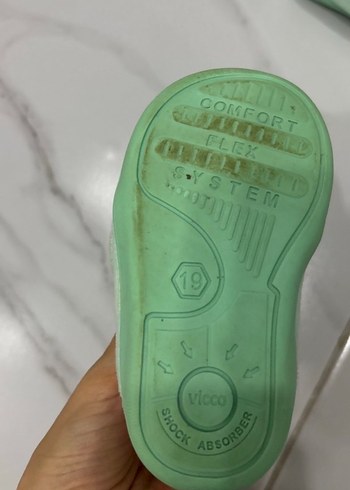 COMFORT
FLEX
SYSTEM
19
vicco
SHOCK ABSORBER